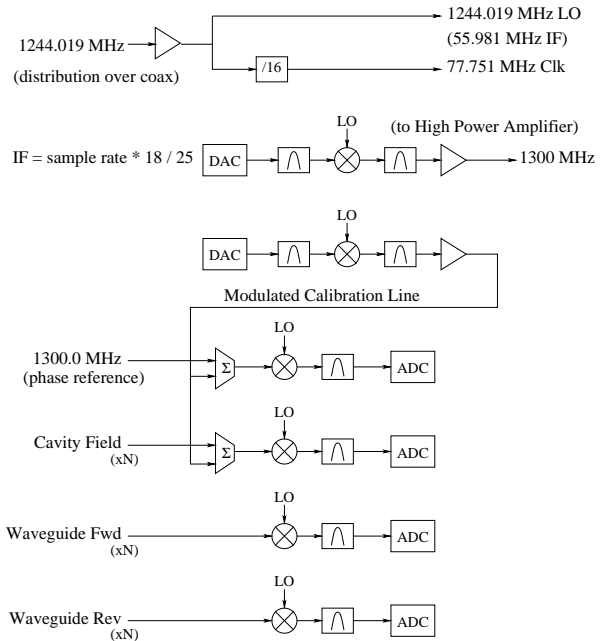 1244.019 MHz
(distribution over coax)
/16
1244.019 MHz LO
(55.981 MHz IF)
77.751 MHz Clk
(to High Power Amplifier)
LO
IF = sample rate * 18 / 25
DAC
1300 MHz
LO
DAC
Modulated Calibration Line
LO
1300.0 MHz
(phase reference)
Σ
ADC
LO
Cavity Field
(xN)
Σ
ADC
LO
Waveguide Fwd
(xN)
ADC
LO
Waveguide Rev
(xN)
ADC